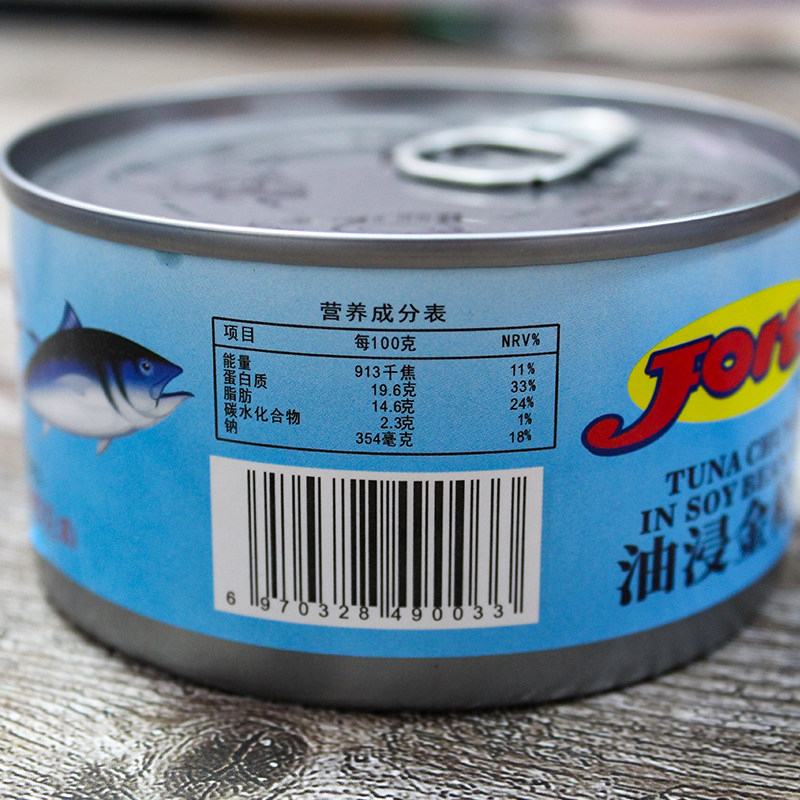 营养成分表
项目 每100克 NRV%
能量 913千焦 11%
蛋白质 19.6克 33%
脂肪 14.6克 24%
碳水化合物 2.3克 1%
钠 354毫克 18%
6 970328 490033
TUNA
IN SOY
油浸金